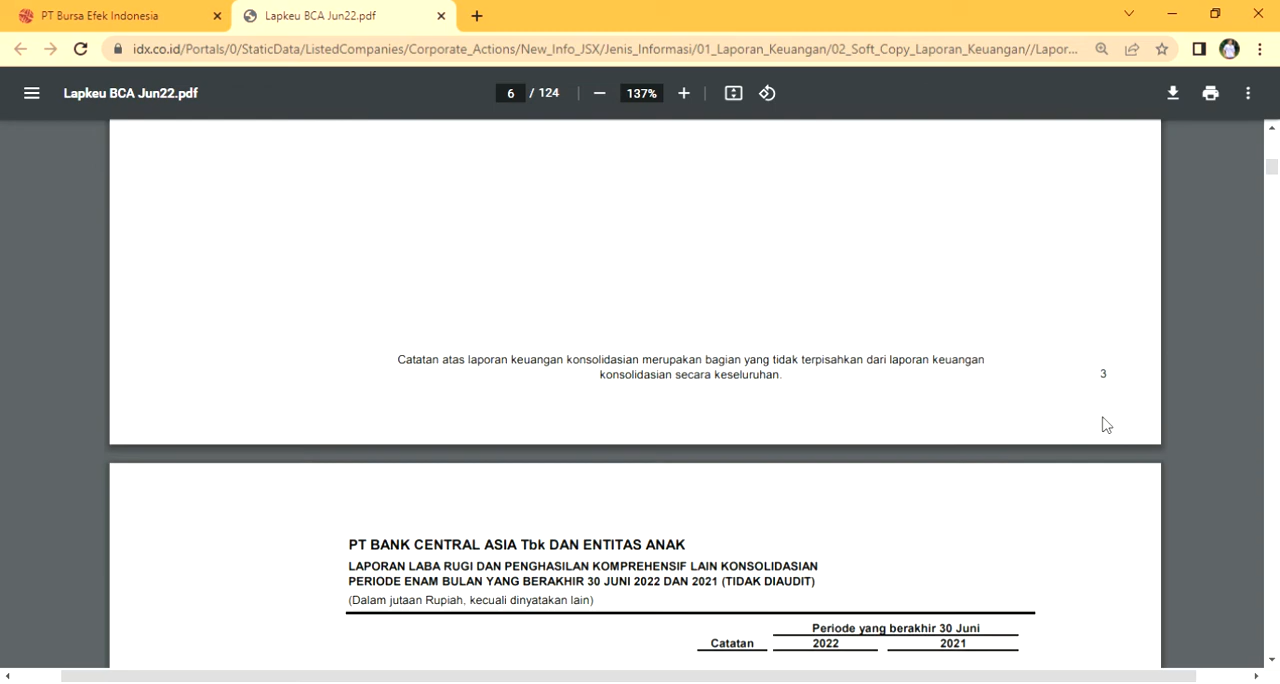 PT Bursa Efek Indonesia
Lapkeu BCA Jun22.pdf
idx.co.id/Portals/0/StaticData/ListedCompanies/Corporate_Actions/New_Info_JSX/Jenis_Informasi/01_Laporan_Keuangan/02_Soft_Copy_Laporan_Keuangan//Lapor...
Lapkeu BCA Jun22.pdf
6 / 124
137%
Catatan atas laporan keuangan konsolidasian merupakan bagian yang tidak terpisahkan dari laporan keuangan
konsolidasian secara keseluruhan.
3
PT BANK CENTRAL ASIA Tbk DAN ENTITAS ANAK
LAPORAN LABA RUGI DAN PENGHASILAN KOMPREHENSIF LAIN KONSOLIDASIAN
PERIODE ENAM BULAN YANG BERAKHIR 30 JUNI 2022 DAN 2021 (TIDAK DIAUDIT)
(Dalam jutaan Rupiah, kecuali dinyatakan lain)
Periode yang berakhir 30 Juni
Catatan 2022 2021